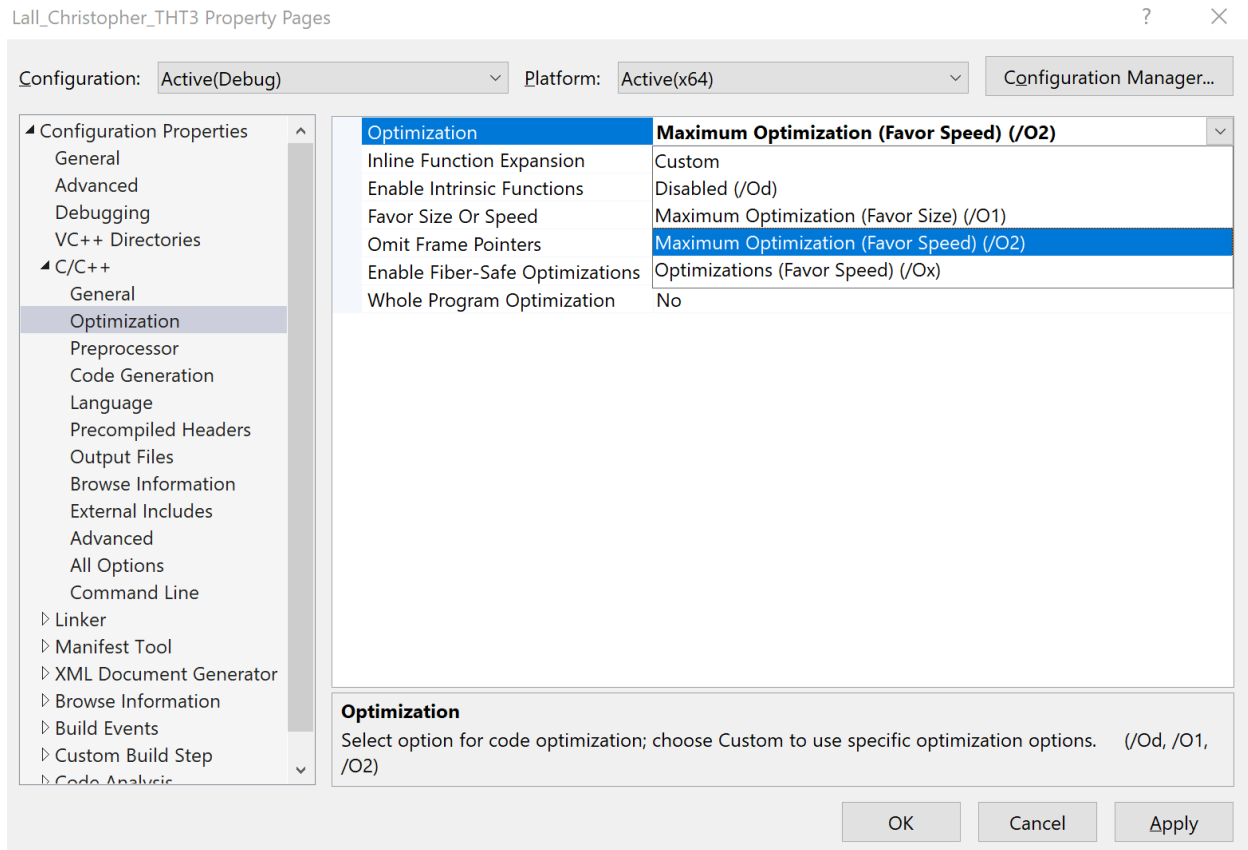 Lall_Christopher_THT3 Property Pages
?
Configuration: Active(Debug) Platform: Active(x64) Configuration Manager...
Configuration Properties
General
Advanced
Debugging
VC++ Directories
C/C++
General
Optimization
Preprocessor
Code Generation
Language
Precompiled Headers
Output Files
Browse Information
External Includes
Advanced
All Options
Command Line
Linker
Manifest Tool
XML Document Generator
Browse Information
Build Events
Custom Build Step
Code Analysis
Optimization Maximum Optimization (Favor Speed) (/O2)
Inline Function Expansion
Enable Intrinsic Functions
Favor Size Or Speed
Omit Frame Pointers
Enable Fiber-Safe Optimizations
Whole Program Optimization No
Custom
Disabled (/Od)
Maximum Optimization (Favor Size) (/O1)
Maximum Optimization (Favor Speed) (/O2)
Optimizations (Favor Speed) (/Ox)
Optimization
Select option for code optimization; choose Custom to use specific optimization options. (/Od, /O1,
/O2)
OK Cancel Apply